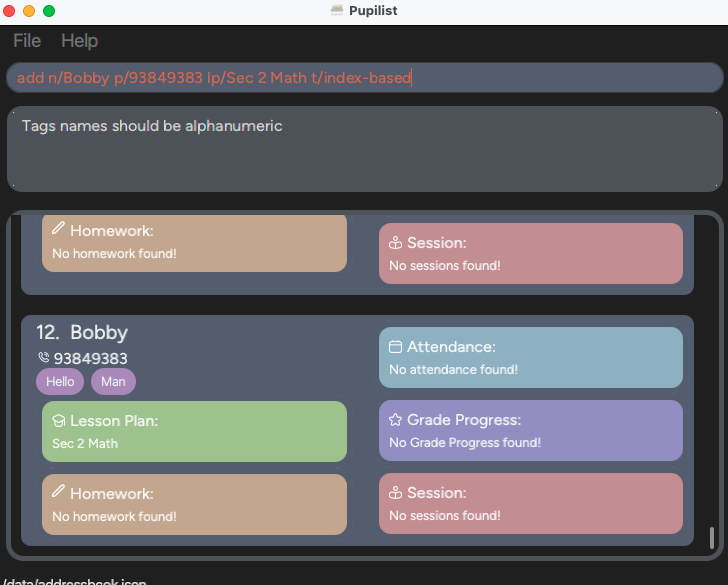 Pupilist
File Help
add n/Bobby p/93849383 lp/Sec 2 Math t/index-based
Tags names should be alphanumeric
Homework:
No homework found!
Session:
No sessions found!
12. Bobby
93849383
Hello Man
Attendance:
No attendance found!
Lesson Plan:
Sec 2 Math
Grade Progress:
No Grade Progress found!
Homework:
No homework found!
Session:
No sessions found!
/data/addressbook.json